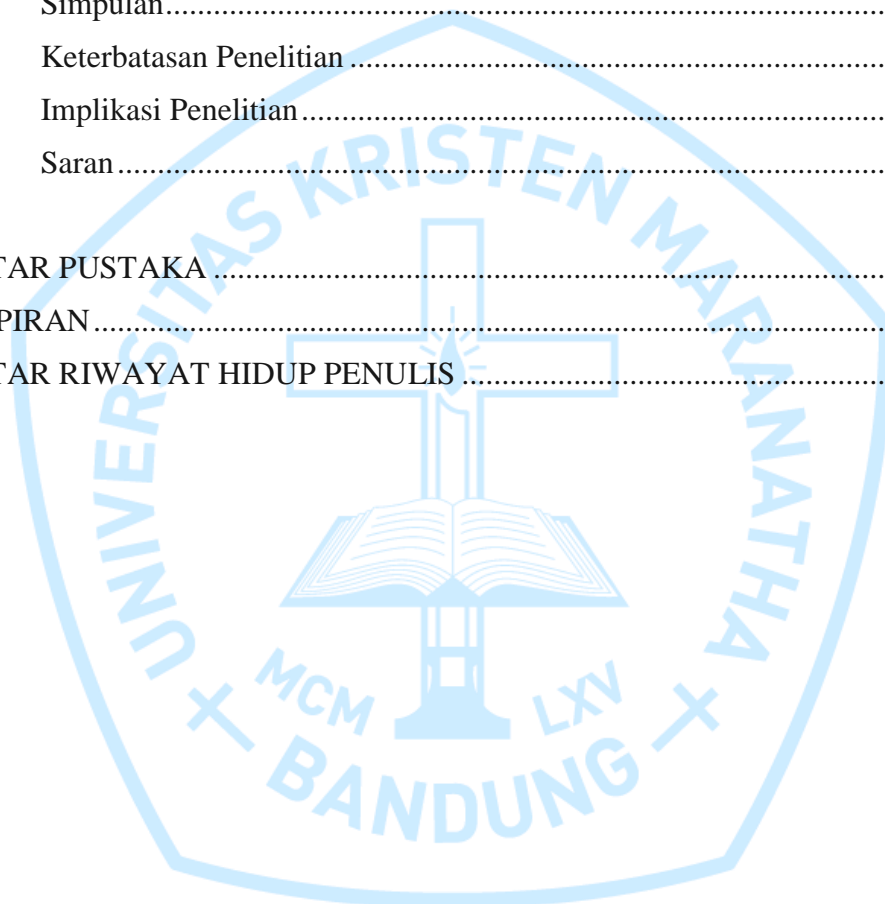 Simpulan
Keterbatasan Penelitian
Implikasi Penelitian
Saran
TAR PUSTAKA
PIRAN
TAR RIWAYAT HIDUP PENULIS
UNIVERSITAS KRISTEN MARANATHA
MCM LXV
BANDUNG